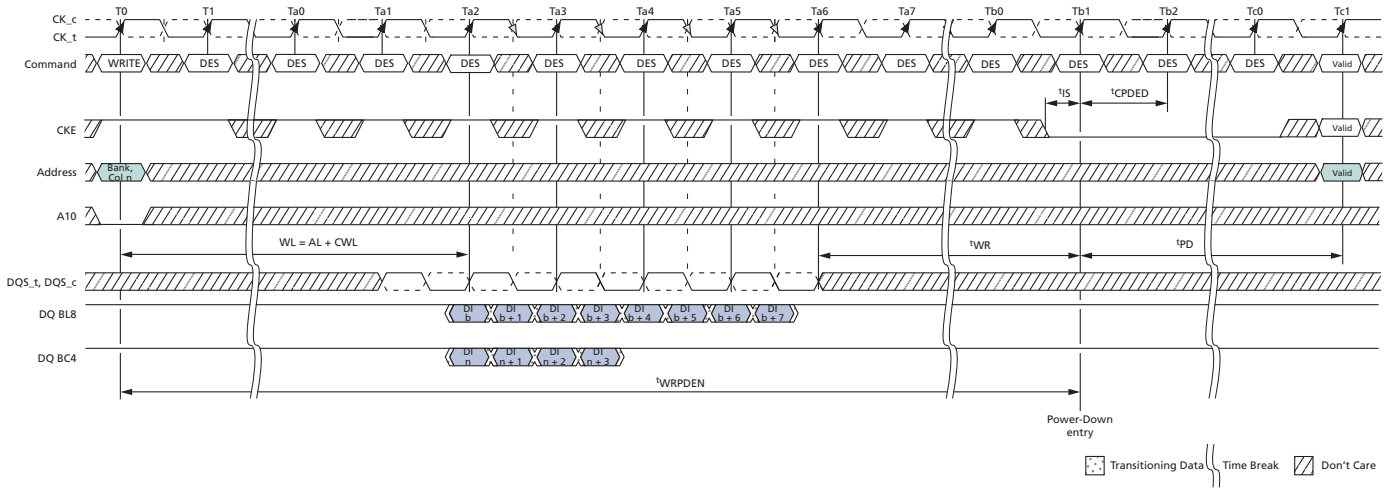 T0 T1 Ta0 Ta1 Ta2 Ta3 Ta4 Ta5 Ta6 Ta7 Tb0 Tb1 Tb2 Tc0 Tc1
CK_c
CK_t
Command WRITE DES DES DES DES DES DES DES DES DES DES DES DES DES Valid
tIS tCPDED
CKE Valid
Address Bank, Col n Valid
A10
WL = AL + CWL tWR tPD
DQS_t, DQS_c
DQ BL8 DI b DI b + 1 DI b + 2 DI b + 3 DI b + 4 DI b + 5 DI b + 6 DI b + 7
DQ BC4 DI n DI n + 1 DI n + 2 DI n + 3
tWRPDEN
Power-Down
entry
Transitioning Data Time Break Don't Care